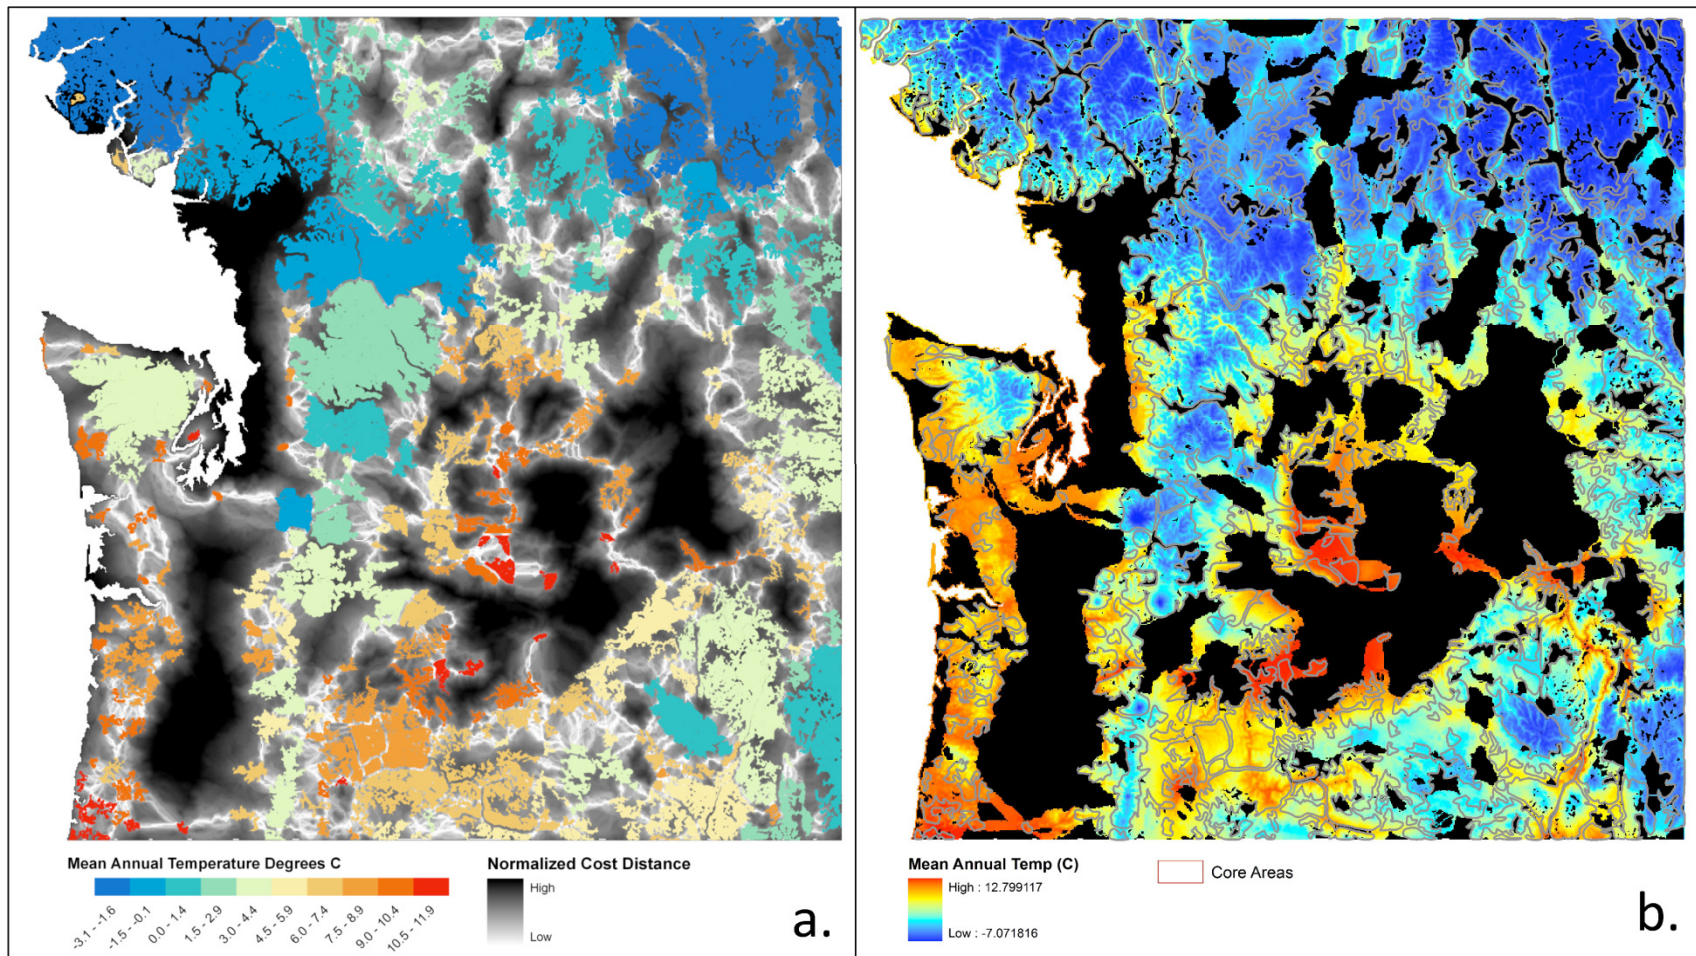 Mean Annual Temperature Degrees C
-3.1 - -1.6
-1.5 - -0.1
0.0 - 1.4
1.5 - 2.9
3.0 - 4.4
4.5 - 5.9
6.0 - 7.4
7.5 - 8.9
9.0 - 10.4
10.5 - 11.9
Normalized Cost Distance
High
Low
a.
Mean Annual Temp (C)
High : 12.799117
Low : -7.071816
Core Areas
b.